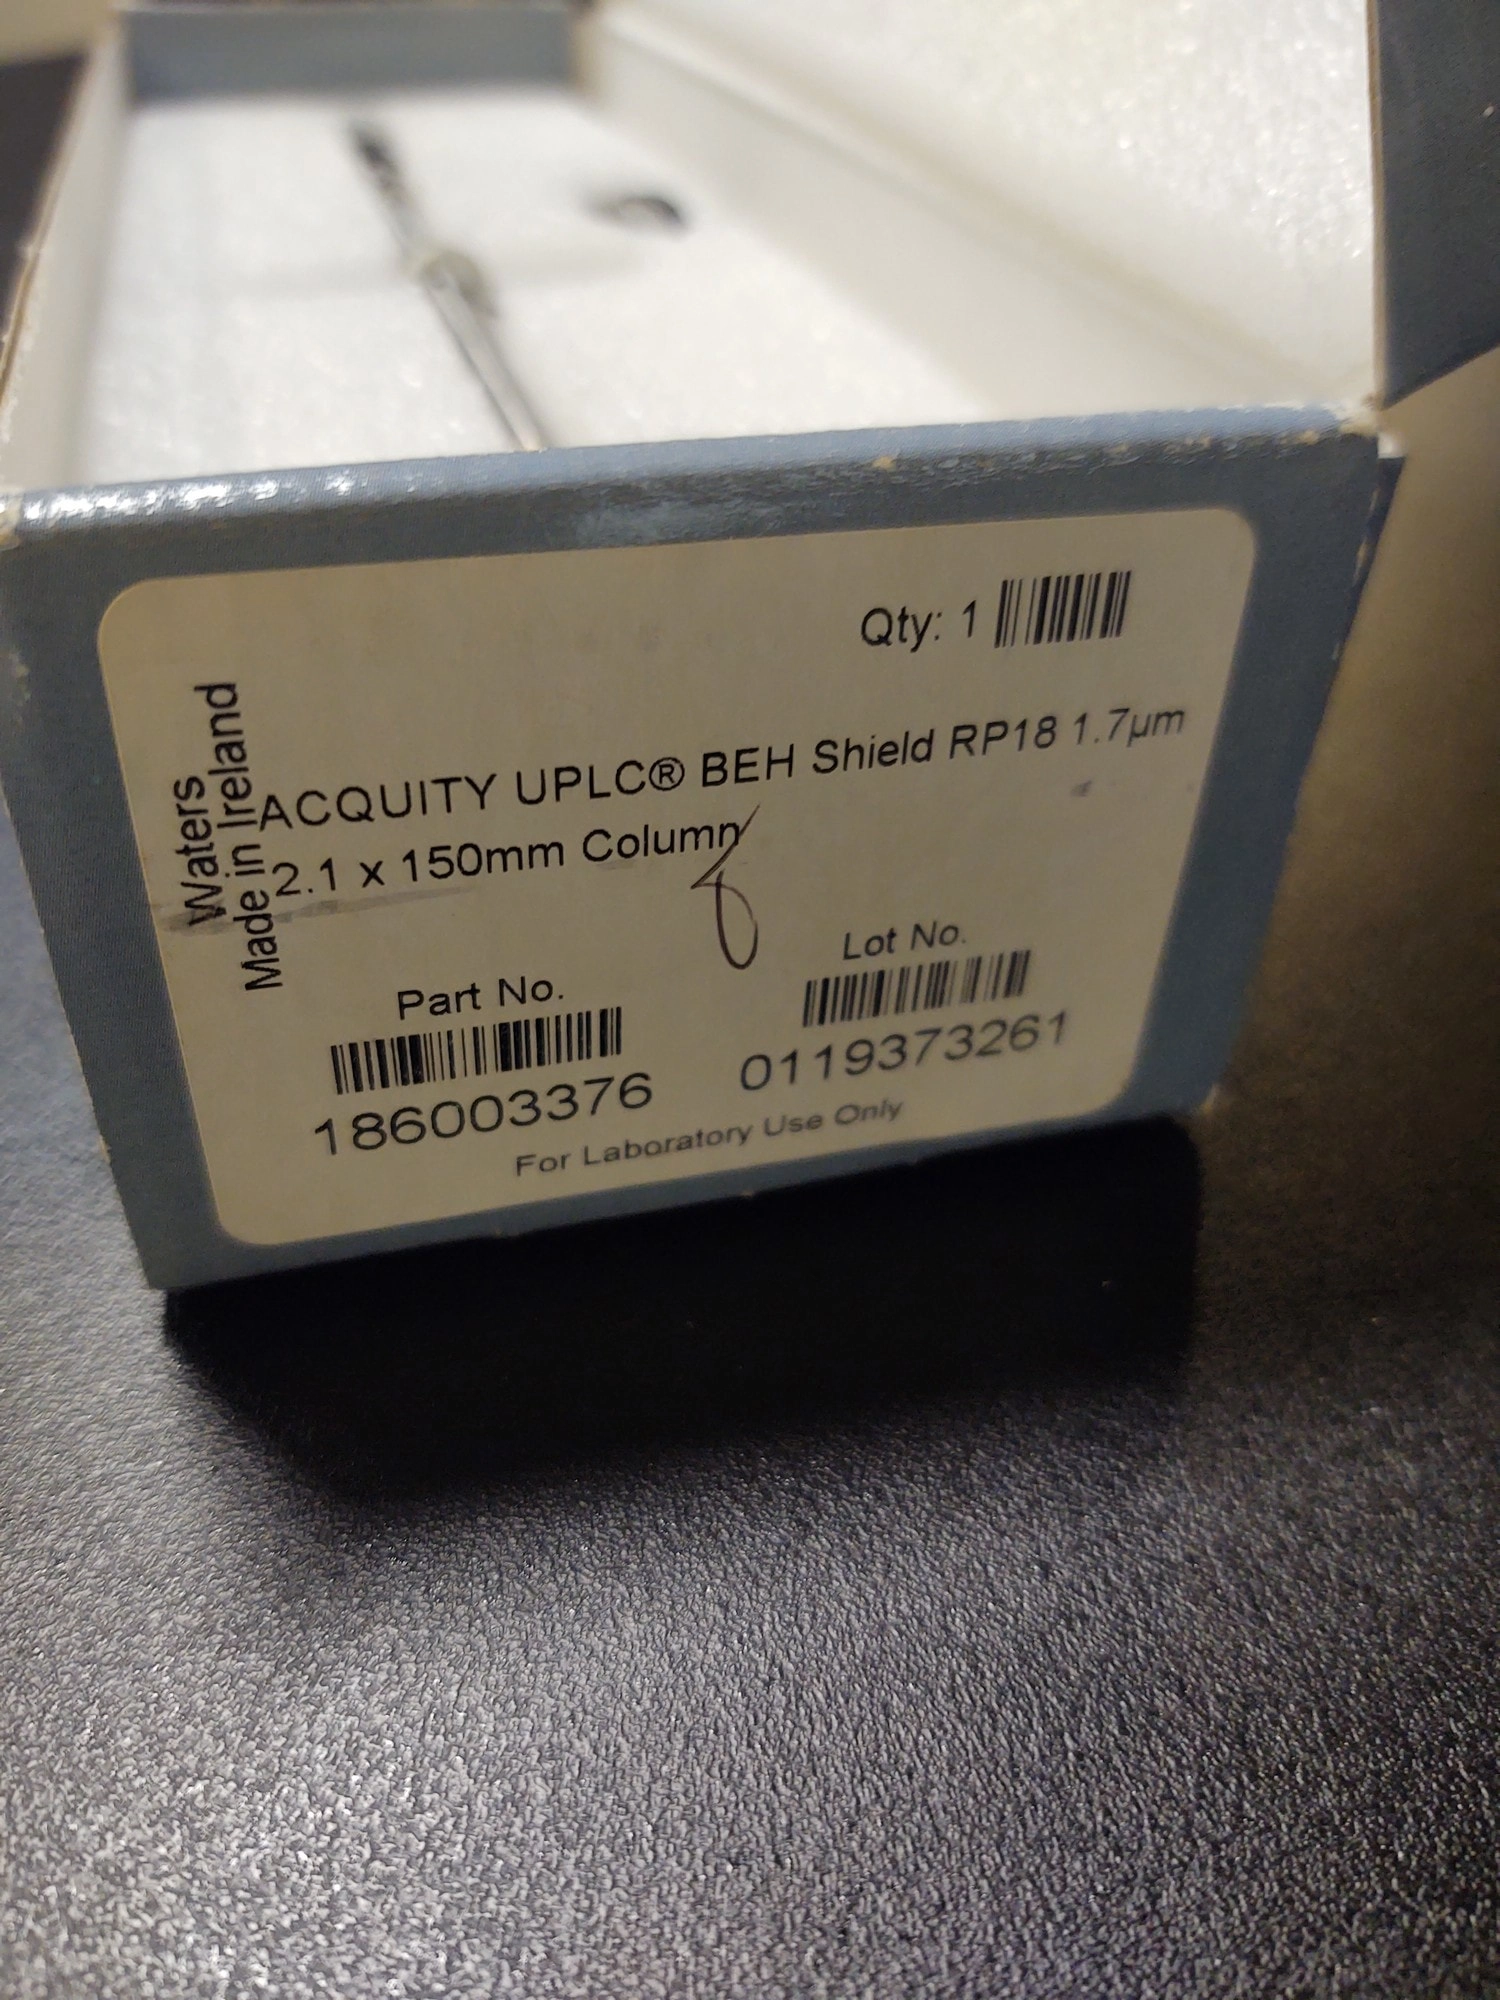 Qty: 1
Waters
Made in Ireland
ACQUITY UPLC® BEH Shield RP18 1.7µm
2.1 x 150mm Column
8
Part No.
Lot No.
186003376
0119373261
For Laboratory Use Only